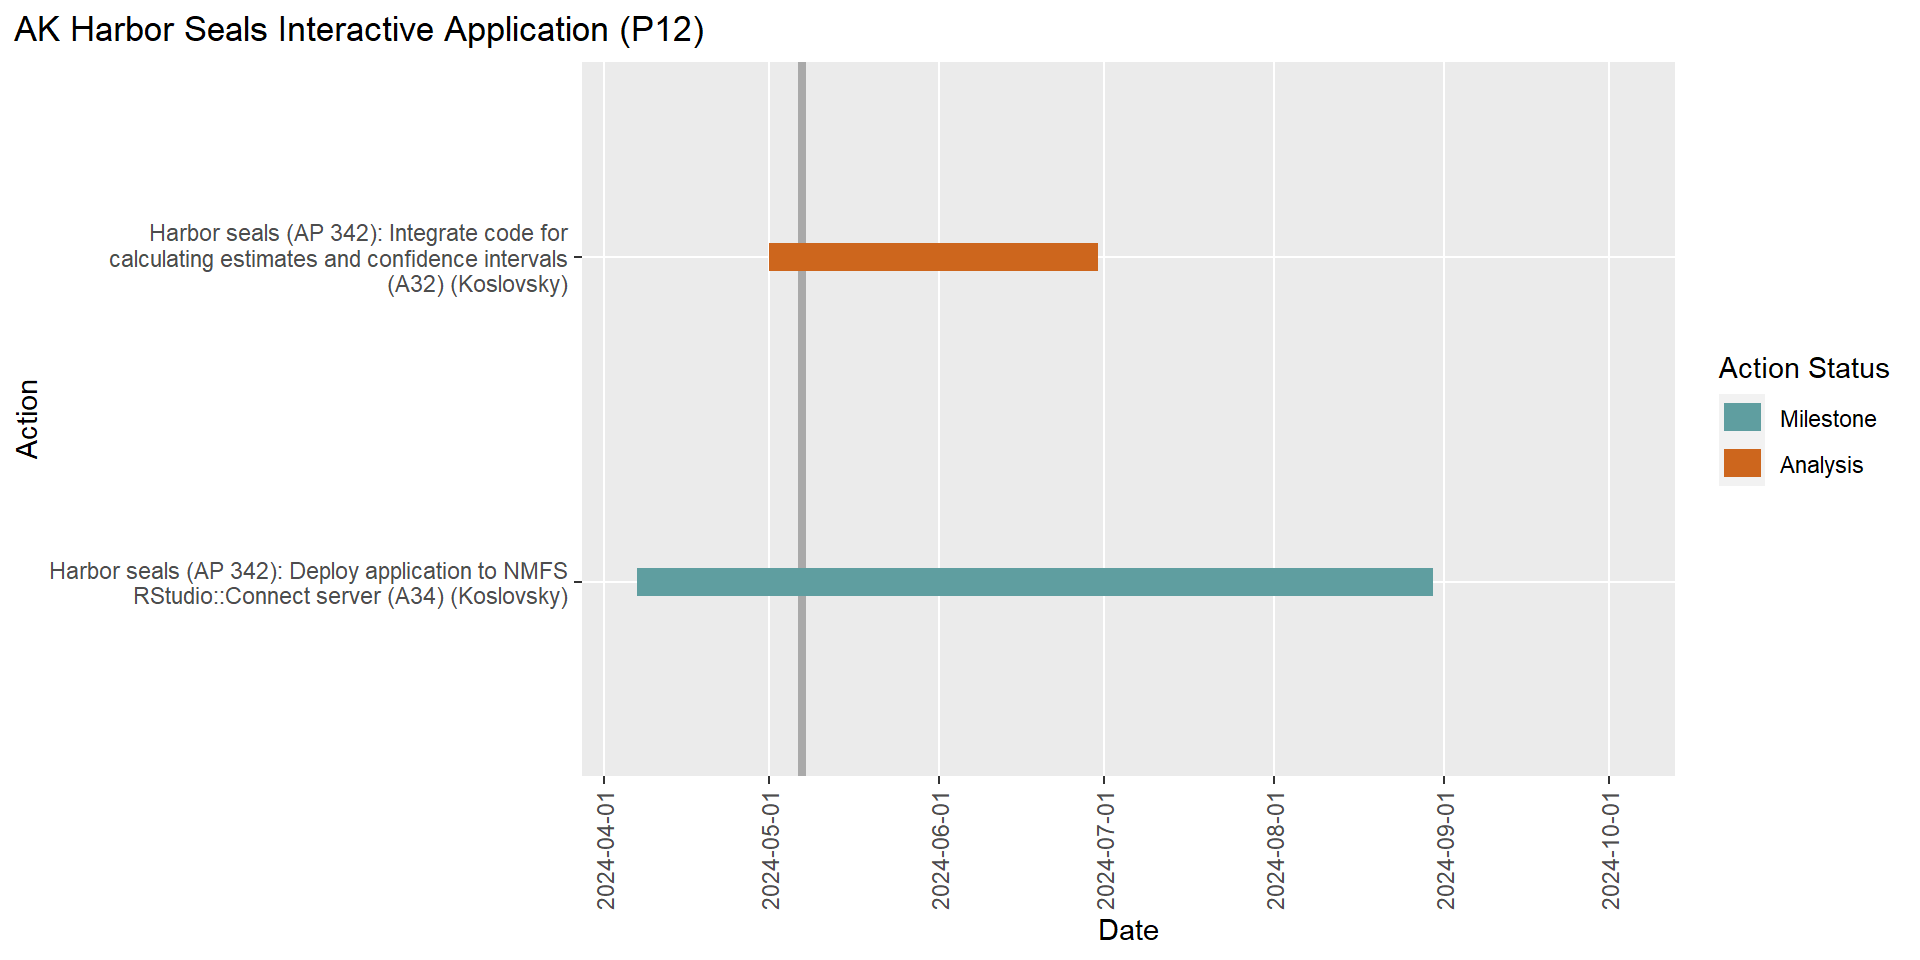 AK Harbor Seals Interactive Application (P12)
Harbor seals (AP 342): Integrate code for
calculating estimates and confidence intervals
(A32) (Koslovsky)
Harbor seals (AP 342): Deploy application to NMFS
RStudio::Connect server (A34) (Koslovsky)
Action
2024-04-01
2024-05-01
2024-06-01
2024-07-01
2024-08-01
2024-09-01
2024-10-01
Date
Action Status
Milestone
Analysis